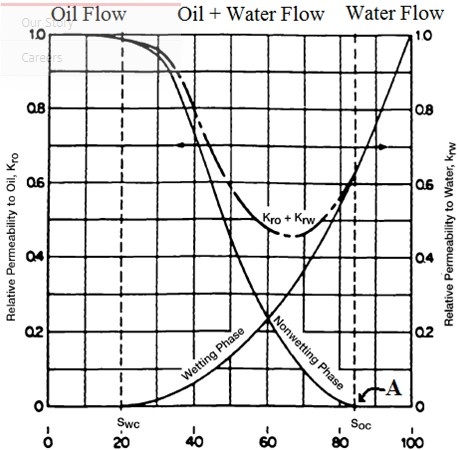 Oil Flow Oil + Water Flow Water Flow
Our Story
Careers
1.0 1.0
0.8 0.8
0.6 0.6
0.4 0.4
0.2 0.2
0 0
Relative Permeability to Oil, Kro
Relative Permeability to Water, krw
Kro + Krw
Wetting Phase
Nonwetting Phase
A
Swc Soc
0 20 40 60 80 100